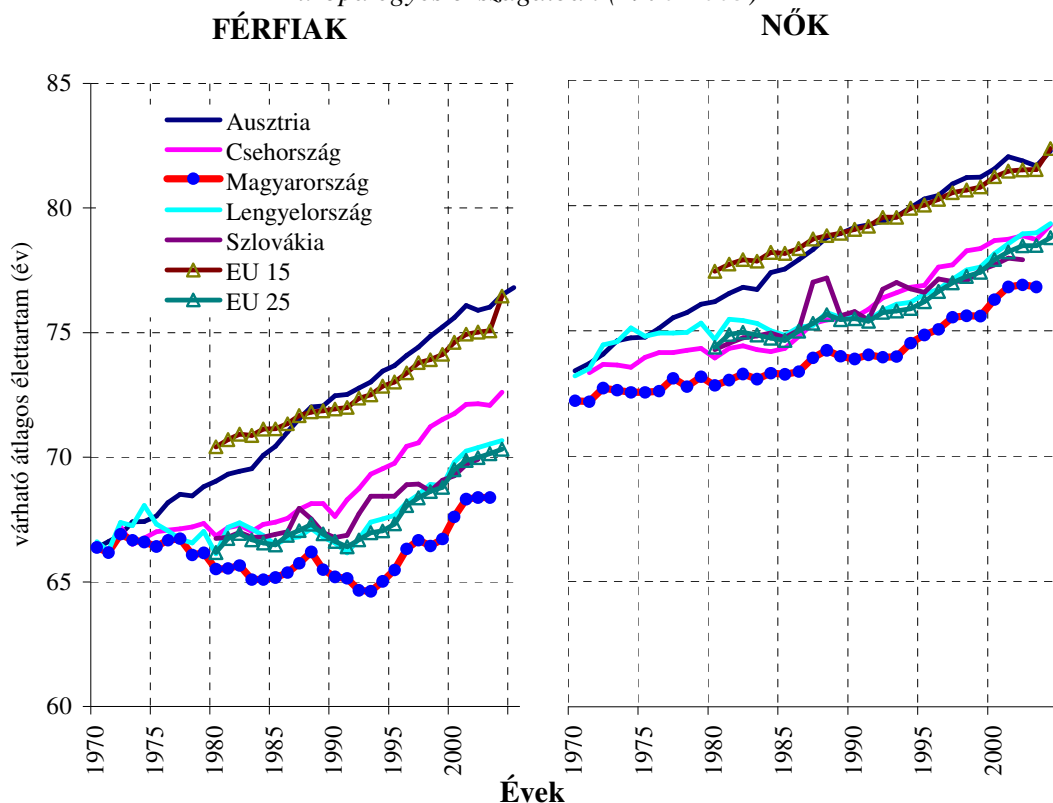 FÉRFIAK
NŐK
85
80
75
70
65
60
várható átlagos élettartam (év)
Ausztria
Csehország
Magyarország
Lengyelország
Szlovákia
EU 15
EU 25
1970
1975
1980
1985
1990
1995
2000
1970
1975
1980
1985
1990
1995
2000
Évek